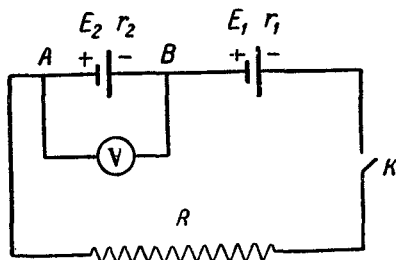 E₂ r₂ E₁ r₁
A + - B + -
V
K
R